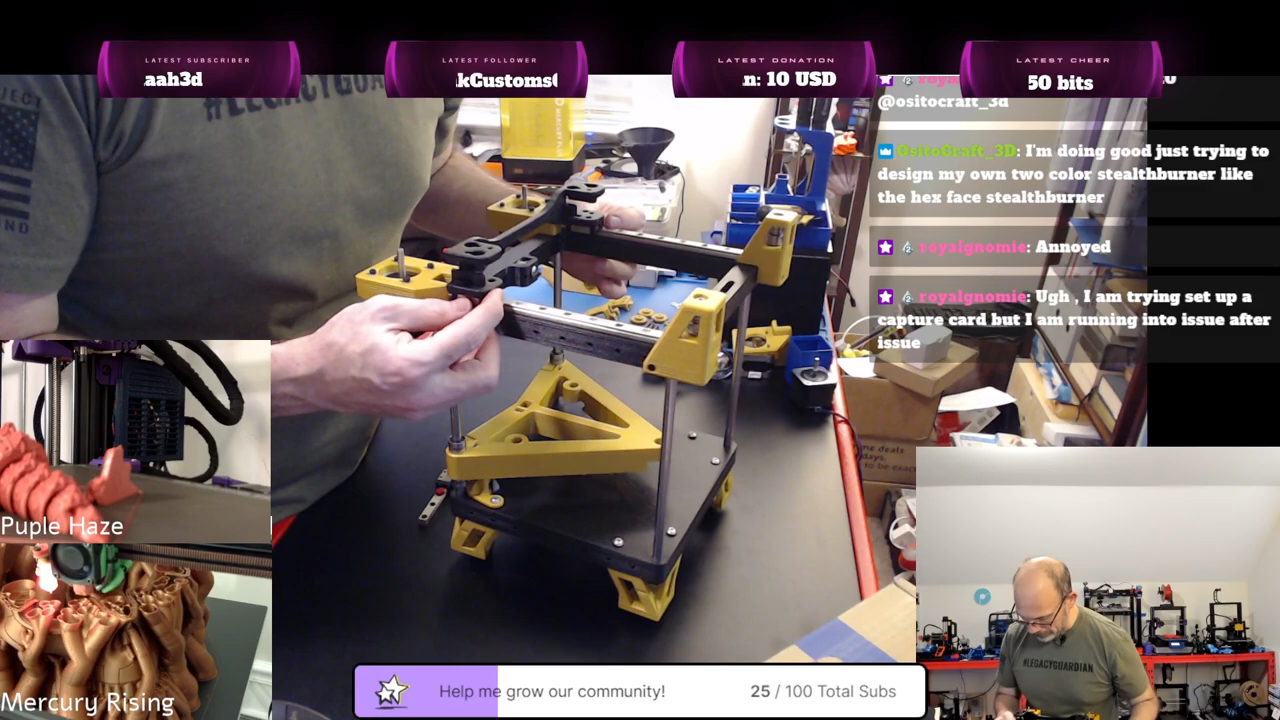 LATEST SUBSCRIBER
aah3d
LATEST FOLLOWER
kCustoms
LATEST DONATION
n: 10 USD
LATEST CHEER
50 bits
#LEGACYGUA
@ositocraft_3d
OsitoCraft_3D: I'm doing good just trying to
design my own two color stealthburner like
the hex face stealthburner
royalgnomie: Annoyed
royalgnomie: Ugh , I am trying set up a
capture card but I am running into issue after
issue
Puple Haze
Mercury Rising
#LEGACYGUARDIAN
Help me grow our community!
25 / 100 Total Subs